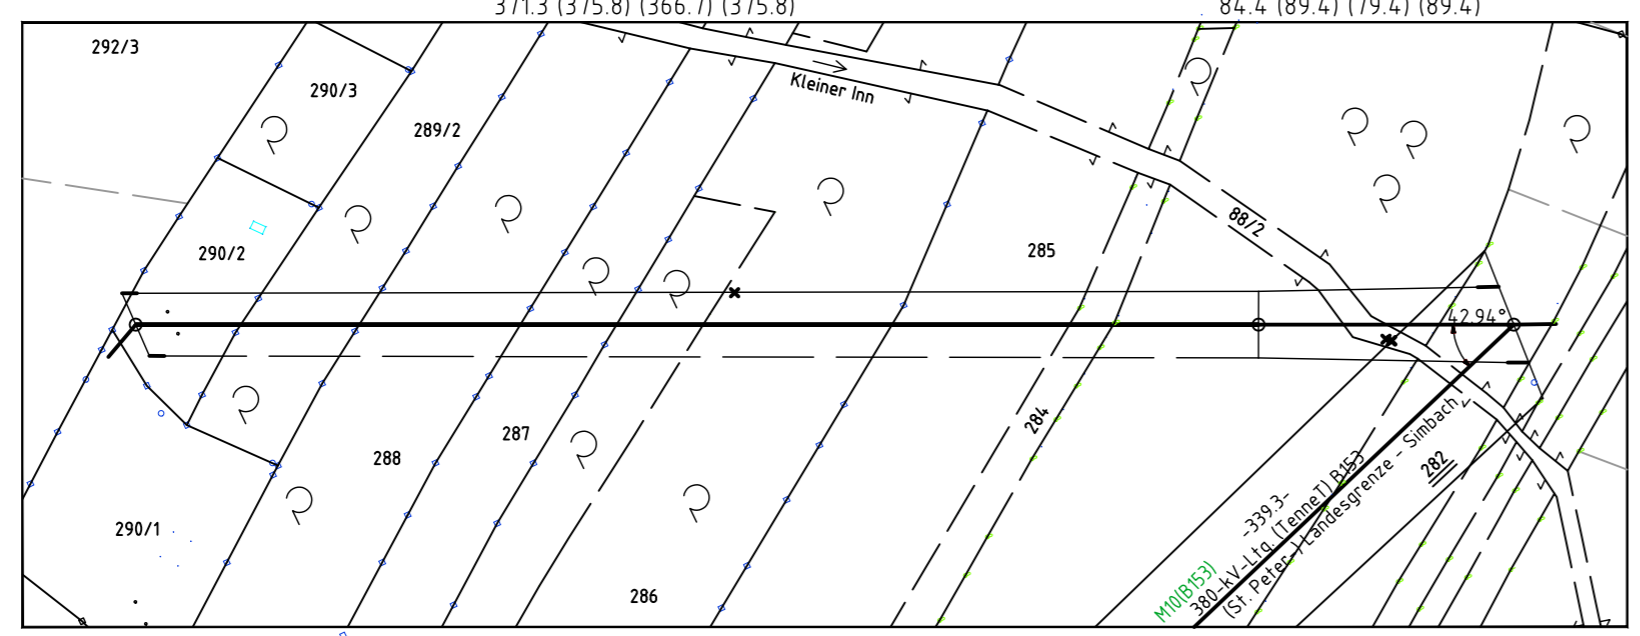 371.3 (375.8) (366.7) (375.8)
84.4 (89.4) (79.4) (89.4)
292/3
290/3
Kleiner Inn
289/2
88/2
290/2
285
42.94°
284
287
288
282
290/1
286
-339.3-
M10(B153)
380-kV-Ltg. (TenneT) B153
(St. Peter-) Landesgrenze - Simbach